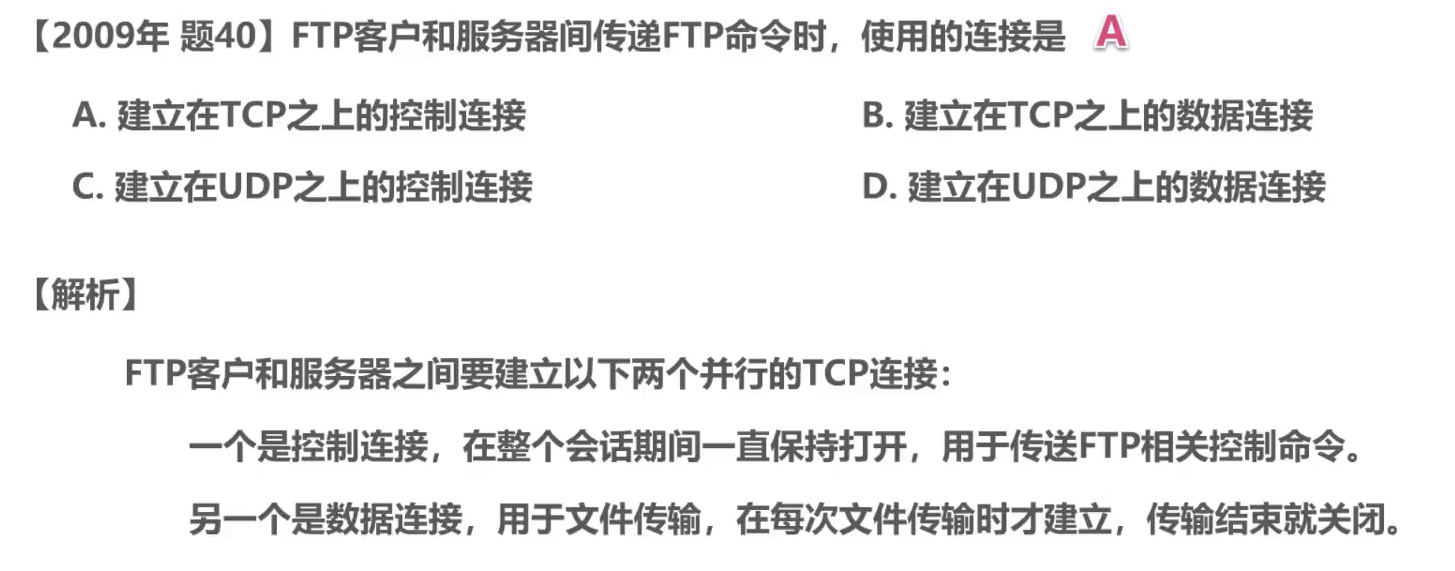 【2009年 题40】FTP客户和服务器间传递FTP命令时，使用的连接是 A
A. 建立在TCP之上的控制连接 B. 建立在TCP之上的数据连接
C. 建立在UDP之上的控制连接 D. 建立在UDP之上的数据连接
【解析】
FTP客户和服务器之间要建立以下两个并行的TCP连接：
一个是控制连接，在整个会话期间一直保持打开，用于传送FTP相关控制命令。
另一个是数据连接，用于文件传输，在每次文件传输时才建立，传输结束就关闭。